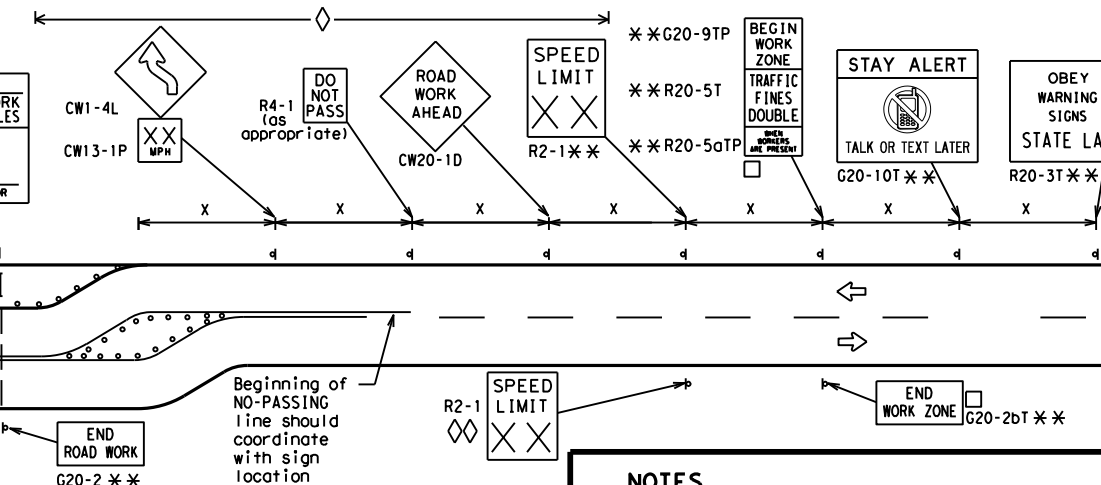 CW1-4L
CW13-1P
X X
MPH
R4-1
(as
appropriate)
DO
NOT
PASS
ROAD
WORK
AHEAD
CW20-1D
SPEED
LIMIT
X X
R2-1**
**G20-9TP
**R20-5T
**R20-5aTP
BEGIN
WORK
ZONE
TRAFFIC
FINES
DOUBLE
WHEN
WORKERS
ARE PRESENT
STAY ALERT
TALK OR TEXT LATER
G20-10T**
OBEY
WARNING
SIGNS
STATE LA
R20-3T**
RK
LES
R
X X X X X X X
Beginning of
NO-PASSING
line should
coordinate
with sign
location
R2-1
SPEED
LIMIT
X X
END
WORK ZONE
G20-2bT**
END
ROAD WORK
G20-2**
NOTES